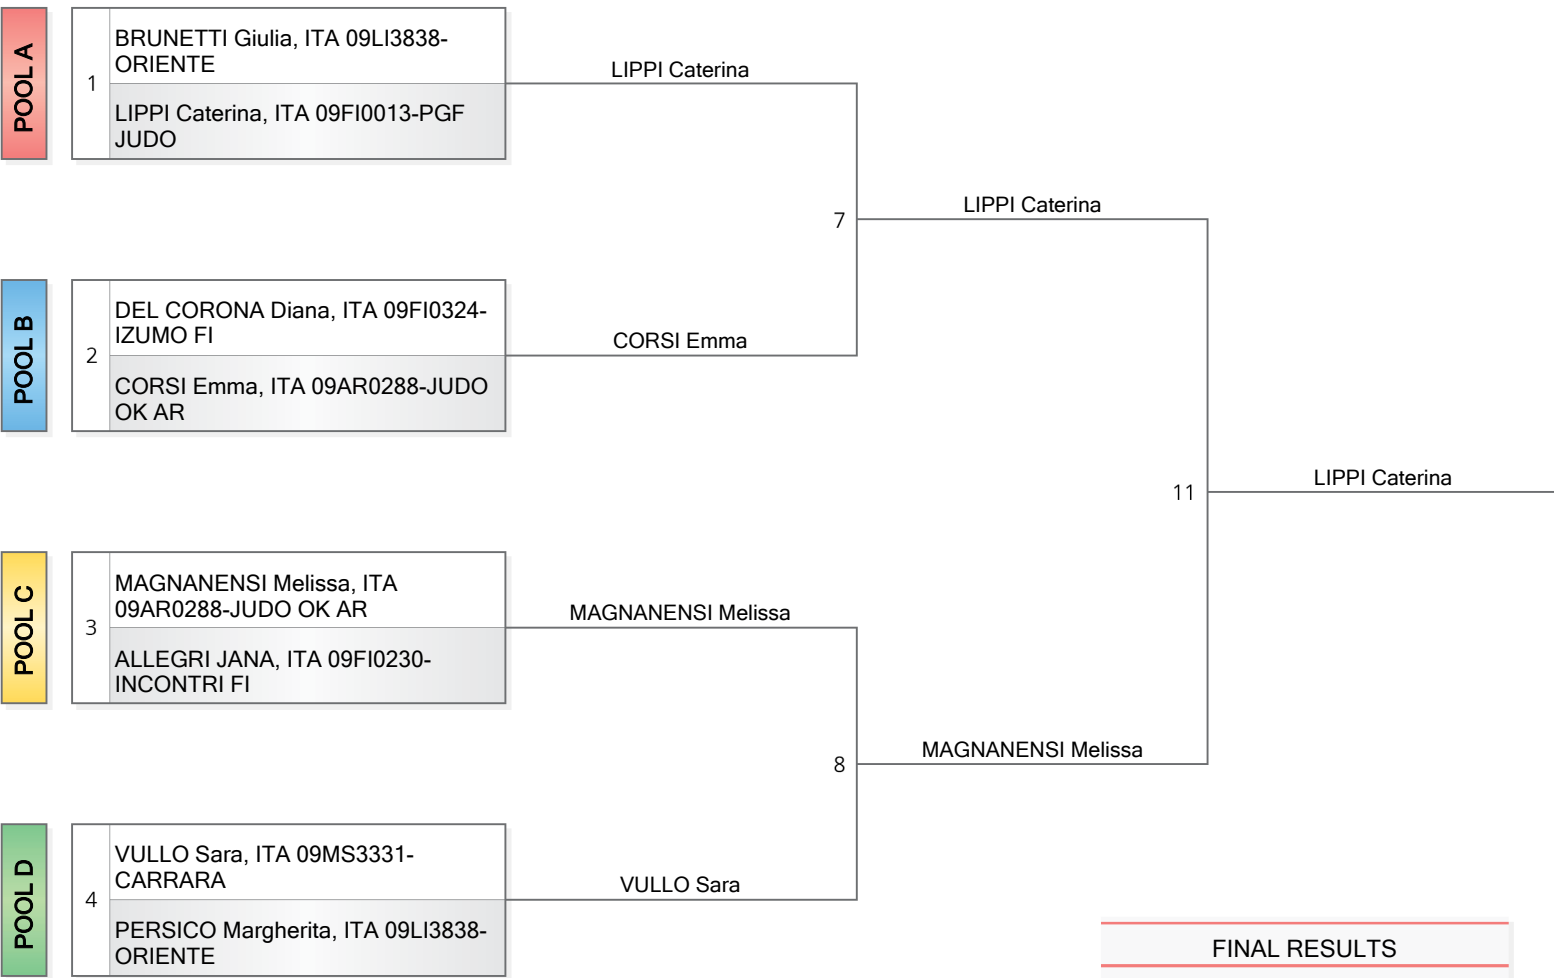 POOL A
1
BRUNETTI Giulia, ITA 09LI3838-
ORIENTE
LIPPI Caterina, ITA 09FI0013-PGF
JUDO
LIPPI Caterina
7
LIPPI Caterina
POOL B
2
DEL CORONA Diana, ITA 09FI0324-
IZUMO FI
CORSI Emma, ITA 09AR0288-JUDO
OK AR
CORSI Emma
11
LIPPI Caterina
POOL C
3
MAGNANENSI Melissa, ITA
09AR0288-JUDO OK AR
ALLEGRI JANA, ITA 09FI0230-
INCONTRI FI
MAGNANENSI Melissa
8
MAGNANENSI Melissa
POOL D
4
VULLO Sara, ITA 09MS3331-
CARRARA
PERSICO Margherita, ITA 09LI3838-
ORIENTE
VULLO Sara
FINAL RESULTS